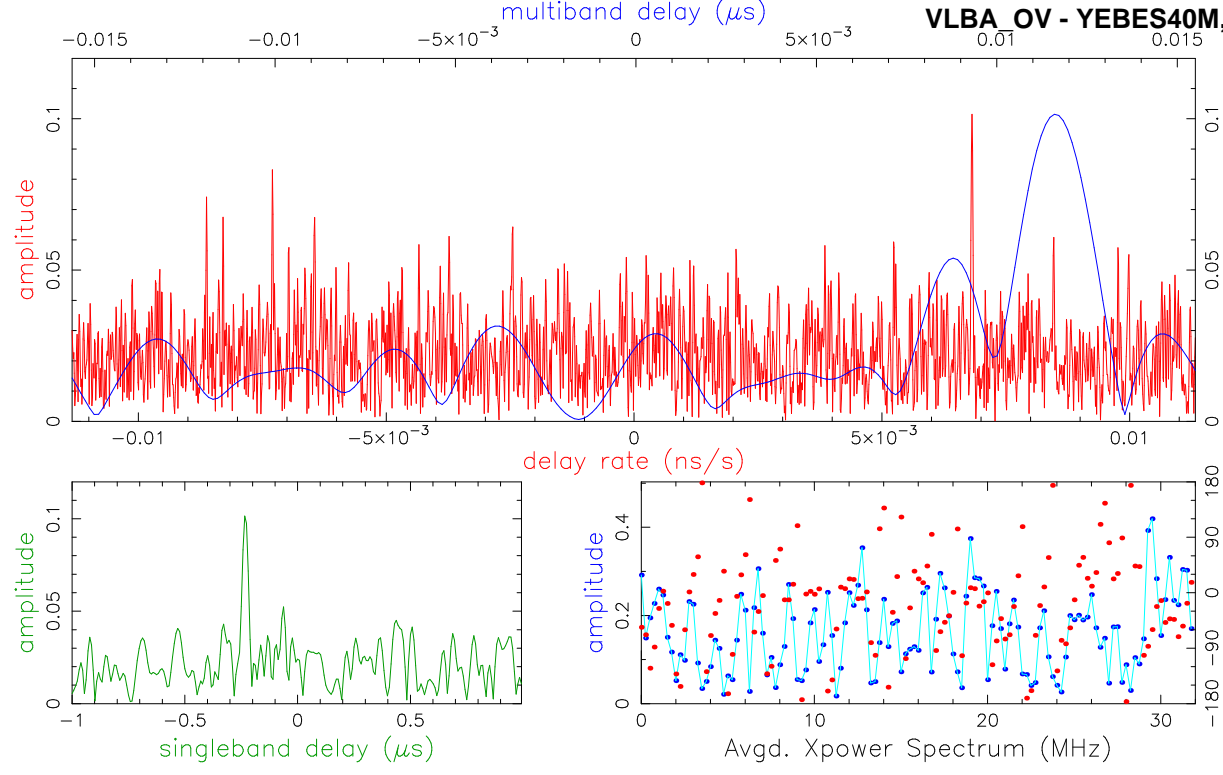 multiband delay (μs)
VLBA_OV - YEBES40M,
−0.015 −0.01 −5×10⁻³ 0 5×10⁻³ 0.01 0.015
0.1 0.1
0.05 0.05
0 0
amplitude
−0.01 −5×10⁻³ 0 5×10⁻³ 0.01
delay rate (ns/s)
0.1
0.05
0
amplitude
−1 −0.5 0 0.5
singleband delay (μs)
0.4
0.2
0
amplitude
180
90
0
−90
−180
0 10 20 30
Avgd. Xpower Spectrum (MHz)